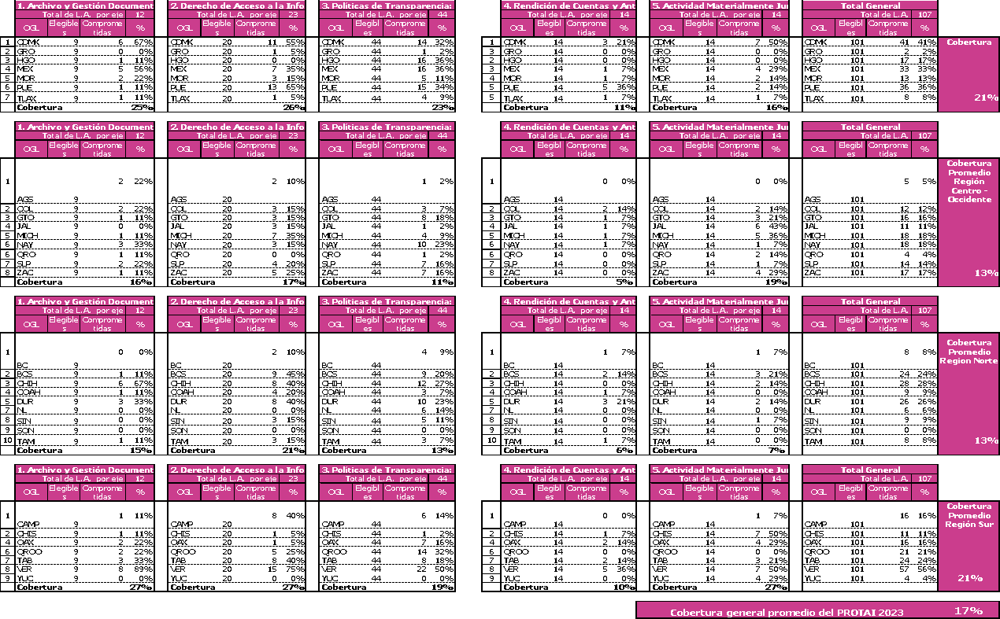 1. Archivo y Gestión Document 2. Derecho de Acceso a la Info 3. Políticas de Transparencia: 4. Rendición de Cuentas y Ant 5. Actividad Materialmente Jur Total General
Total de L.A. por eje 12 Total de L.A. por eje 23 Total de L.A. por eje 44 Total de L.A. por eje 14 Total de L.A. por eje 14 Total de L.A. 107
OGL Elegibles Comprometidas % OGL Elegibles Comprometidas % OGL Elegibles Comprometidas % OGL Elegibles Comprometidas % OGL Elegibles Comprometidas % OGL Elegibles Comprometidas %
1 CDMX 9 6 67% CDMX 20 11 55% CDMX 44 14 32% 1 CDMX 14 3 21% CDMX 14 7 50% CDMX 101 41 41% Cobertura
2 GRO 9 0 0% GRO 20 1 5% GRO 44 1 2% 3 GRO 14 0 0% GRO 14 0 0% GRO 101 2 2%
3 HGO 9 1 11% HGO 20 0 0% HGO 44 16 36% 2 HGO 14 0 0% HGO 14 0 0% HGO 101 17 17%
4 MEX 9 5 56% MEX 20 7 35% MEX 44 16 36% 3 MEX 14 1 7% MEX 14 4 29% MEX 101 33 33%
5 MOR 9 2 22% MOR 20 3 15% MOR 44 5 11% 4 MOR 14 1 7% MOR 14 2 14% MOR 101 13 13%
6 PUE 9 1 11% PUE 20 13 65% PUE 44 15 34% 5 PUE 14 5 36% PUE 14 2 14% PUE 101 36 36%
7 TLAX 9 1 11% TLAX 20 1 5% TLAX 44 4 9% 5 TLAX 14 1 7% TLAX 14 1 7% TLAX 101 8 8% 21%
Cobertura 25% 26% 23% Cobertura 11% 16%
1. Archivo y Gestión Document 2. Derecho de Acceso a la Info 3. Políticas de Transparencia: 4. Rendición de Cuentas y Ant 5. Actividad Materialmente Jur Total General
Total de L.A. por eje 12 Total de L.A. por eje 23 Total de L.A. por eje 44 Total de L.A. por eje 14 Total de L.A. por eje 14 Total de L.A. 107
OGL Elegibles Comprometidas % OGL Elegibles Comprometidas % OGL Elegibles Comprometidas % OGL Elegibles Comprometidas % OGL Elegibles Comprometidas % OGL Elegibles Comprometidas %
1 AGS 9 2 22% AGS 20 2 10% AGS 44 1 2% 1 AGS 14 0 0% AGS 14 0 0% AGS 101 5 5% Cobertura Promedio Región Centro - Occidente
2 COL 9 2 22% COL 20 3 15% COL 44 3 7% 2 COL 14 2 14% COL 14 2 14% COL 101 12 12%
3 GTO 9 1 11% GTO 20 3 15% GTO 44 8 18% 3 GTO 14 1 7% GTO 14 3 21% GTO 101 16 16%
4 JAL 9 0 0% JAL 20 3 15% JAL 44 1 2% 4 JAL 14 1 7% JAL 14 6 43% JAL 101 11 11%
5 MICH 9 1 11% MICH 20 7 35% MICH 44 4 9% 5 MICH 14 1 7% MICH 14 5 36% MICH 101 18 18%
6 NAY 9 3 33% NAY 20 3 15% NAY 44 10 23% 6 NAY 14 1 7% NAY 14 1 7% NAY 101 18 18%
6 QRO 9 1 11% QRO 20 0 0% QRO 44 1 2% 6 QRO 14 0 0% QRO 14 2 14% QRO 101 4 4%
7 SLP 9 2 22% SLP 20 4 20% SLP 44 7 16% 7 SLP 14 0 0% SLP 14 1 7% SLP 101 14 14%
8 ZAC 9 1 11% ZAC 20 5 25% ZAC 44 7 16% 8 ZAC 14 0 0% ZAC 14 4 29% ZAC 101 17 17% 13%
Cobertura 16% Cobertura 17% Cobertura 11% Cobertura 5% Cobertura 19%
1. Archivo y Gestión Document 2. Derecho de Acceso a la Info 3. Políticas de Transparencia: 4. Rendición de Cuentas y Ant 5. Actividad Materialmente Jur Total General
Total de L.A. por eje 12 Total de L.A. por eje 23 Total de L.A. por eje 44 Total de L.A. por eje 14 Total de L.A. por eje 14 Total de L.A. 107
OGL Elegibles Comprometidas % OGL Elegibles Comprometidas % OGL Elegibles Comprometidas % OGL Elegibles Comprometidas % OGL Elegibles Comprometidas % OGL Elegibles Comprometidas %
1 BC 9 0 0% BC 20 2 10% BC 44 4 9% 1 BC 14 1 7% BC 14 1 7% BC 101 8 8% Cobertura Promedio Region Norte
2 BCS 9 1 11% BCS 20 9 45% BCS 44 9 20% 2 BCS 14 2 14% BCS 14 3 21% BCS 101 24 24%
3 CHIH 9 6 67% CHIH 20 8 40% CHIH 44 12 27% 3 CHIH 14 0 0% CHIH 14 2 14% CHIH 101 28 28%
4 COAH 9 1 11% COAH 20 4 20% COAH 44 3 7% 4 COAH 14 1 7% COAH 14 0 0% COAH 101 9 9%
5 DUR 9 3 33% DUR 20 8 40% DUR 44 10 23% 5 DUR 14 3 21% DUR 14 2 14% DUR 101 26 26%
7 NL 9 0 0% NL 20 0 0% NL 44 6 14% 7 NL 14 0 0% NL 14 0 0% NL 101 6 6%
8 SIN 9 0 0% SIN 20 3 15% SIN 44 5 11% 8 SIN 14 0 0% SIN 14 1 7% SIN 101 9 9%
9 SON 9 0 0% SON 20 0 0% SON 44 0 0% 9 SON 14 0 0% SON 14 0 0% SON 101 0 0%
10 TAM 9 1 11% TAM 20 3 15% TAM 44 3 7% 10 TAM 14 1 7% TAM 14 0 0% TAM 101 8 8% 13%
Cobertura 15% Cobertura 21% Cobertura 13% Cobertura 6% Cobertura 7%
1. Archivo y Gestión Document 2. Derecho de Acceso a la Info 3. Políticas de Transparencia: 4. Rendición de Cuentas y Ant 5. Actividad Materialmente Jur Total General
Total de L.A. por eje 12 Total de L.A. por eje 23 Total de L.A. por eje 44 Total de L.A. por eje 14 Total de L.A. por eje 14 Total de L.A. 107
OGL Elegibles Comprometidas % OGL Elegibles Comprometidas % OGL Elegibles Comprometidas % OGL Elegibles Comprometidas % OGL Elegibles Comprometidas % OGL Elegibles Comprometidas %
1 CAMP 9 1 11% CAMP 20 8 40% CAMP 44 6 14% 1 CAMP 14 0 0% CAMP 14 1 7% CAMP 101 16 16% Cobertura Promedio Región Sur
2 CHIS 9 1 11% CHIS 20 1 5% CHIS 44 1 2% 2 CHIS 14 1 7% CHIS 14 7 50% CHIS 101 11 11%
4 OAX 9 2 22% OAX 20 1 5% OAX 44 7 16% 4 OAX 14 2 14% OAX 14 4 29% OAX 101 16 16%
6 QROO 9 2 22% QROO 20 5 25% QROO 44 14 32% 6 QROO 14 0 0% QROO 14 0 0% QROO 101 21 21%
7 TAB 9 3 33% TAB 20 8 40% TAB 44 8 18% 7 TAB 14 2 14% TAB 14 3 21% TAB 101 24 24%
8 VER 9 8 89% VER 20 15 75% VER 44 22 50% 8 VER 14 5 36% VER 14 7 50% VER 101 57 56% 21%
9 YUC 9 0 0% YUC 20 0 0% YUC 44 0 0% 9 YUC 14 0 0% YUC 14 4 29% YUC 101 4 4%
Cobertura 27% Cobertura 27% Cobertura 19% Cobertura 10% Cobertura 27%
Cobertura general promedio del PROTAI 2023 17%